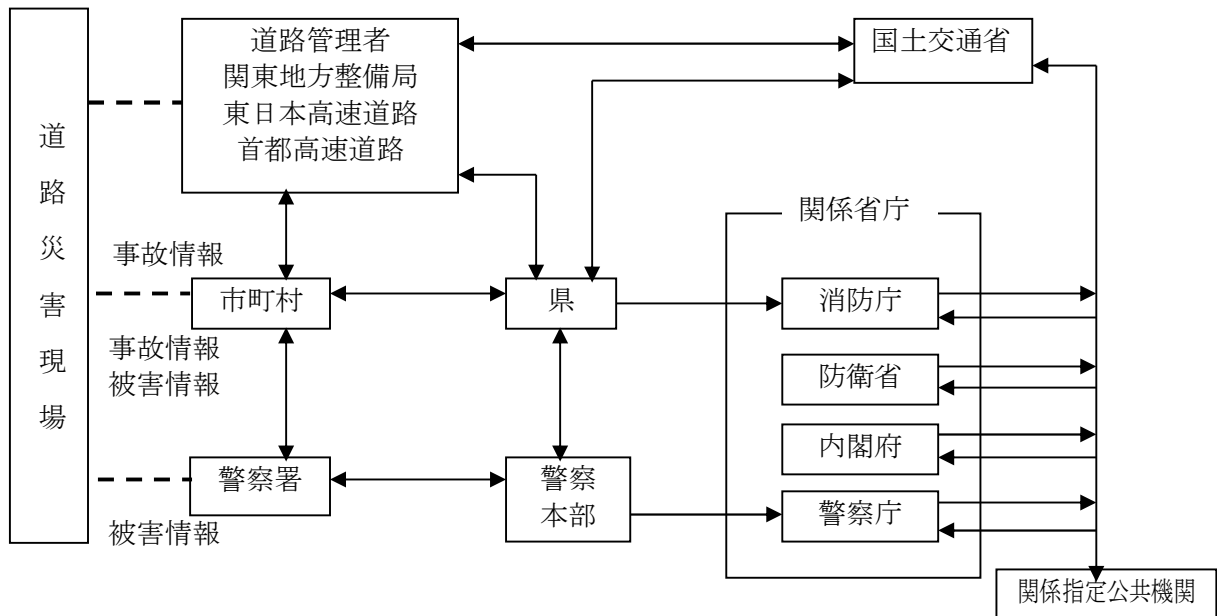 道路災害現場
道路管理者
関東地方整備局
東日本高速道路
首都高速道路
国土交通省
関係省庁
事故情報
市町村
県
消防庁
事故情報
被害情報
防衛省
内閣府
警察署
警察
本部
警察庁
被害情報
関係指定公共機関